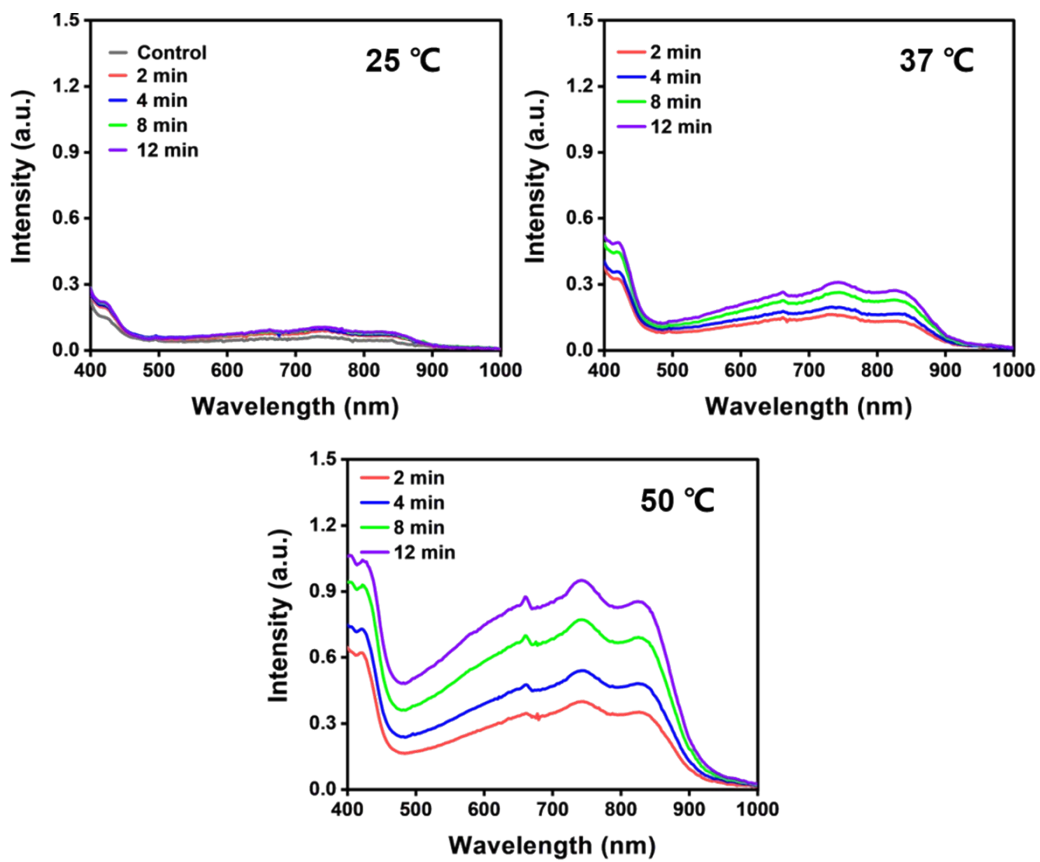 25 ℃
Control
2 min
4 min
8 min
12 min
Intensity (a.u.)
1.5
1.2
0.9
0.6
0.3
0.0
400 500 600 700 800 900 1000
Wavelength (nm)
37 ℃
2 min
4 min
8 min
12 min
Intensity (a.u.)
1.5
1.2
0.9
0.6
0.3
0.0
400 500 600 700 800 900 1000
Wavelength (nm)
50 ℃
2 min
4 min
8 min
12 min
Intensity (a.u.)
1.5
1.2
0.9
0.6
0.3
0.0
400 500 600 700 800 900 1000
Wavelength (nm)